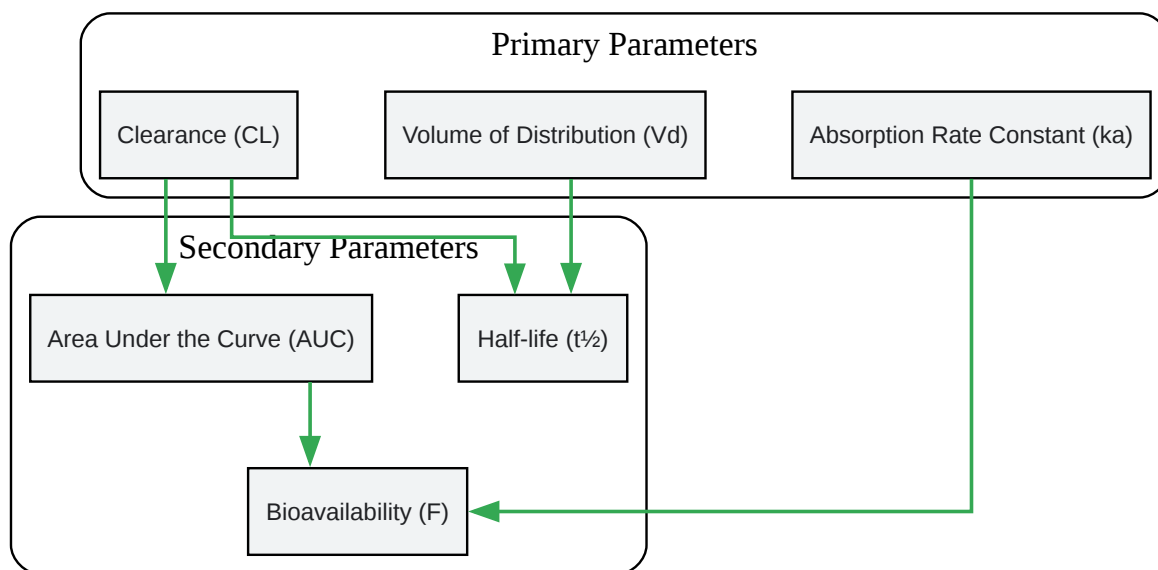 Primary Parameters
Clearance (CL)
Volume of Distribution (Vd)
Absorption Rate Constant (ka)
Secondary Parameters
Area Under the Curve (AUC)
Half-life (t½)
Bioavailability (F)